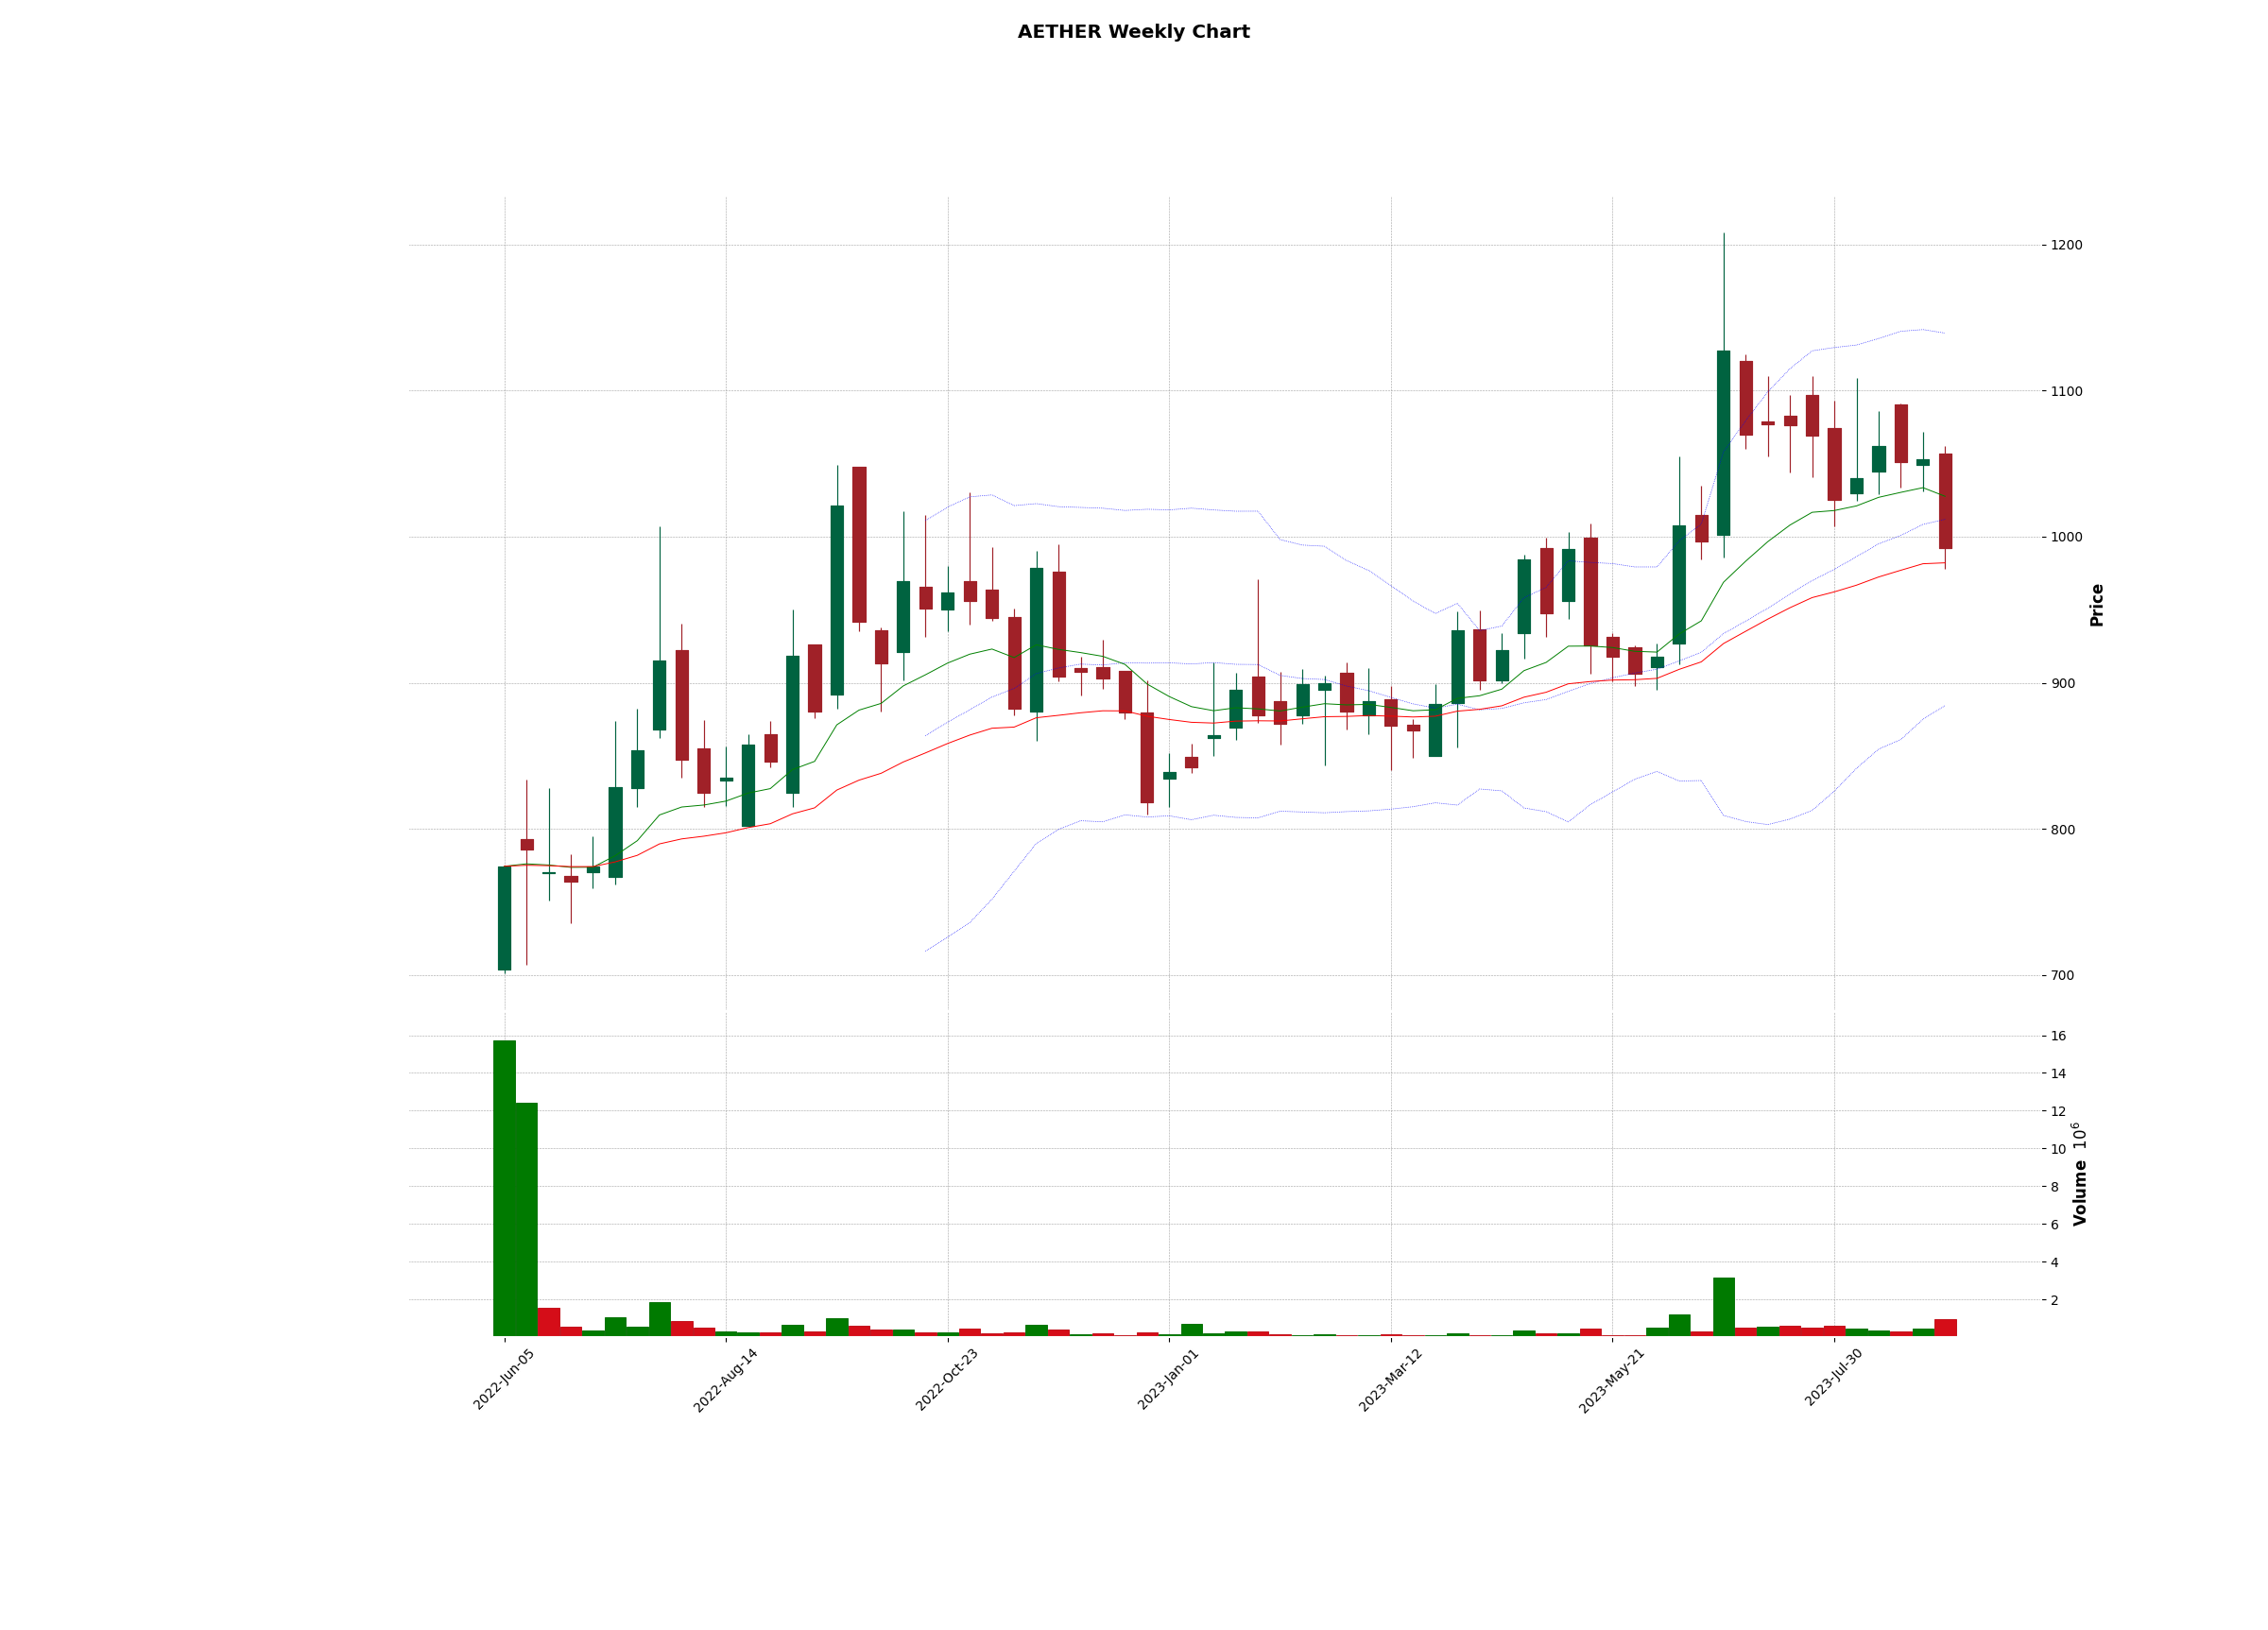 AETHER Weekly Chart
1200
1100
1000
900
800
700
Price
16
14
12
10
8
6
4
2
Volume 10^6
2022-Jun-05
2022-Aug-14
2022-Oct-23
2023-Jan-01
2023-Mar-12
2023-May-21
2023-Jul-30